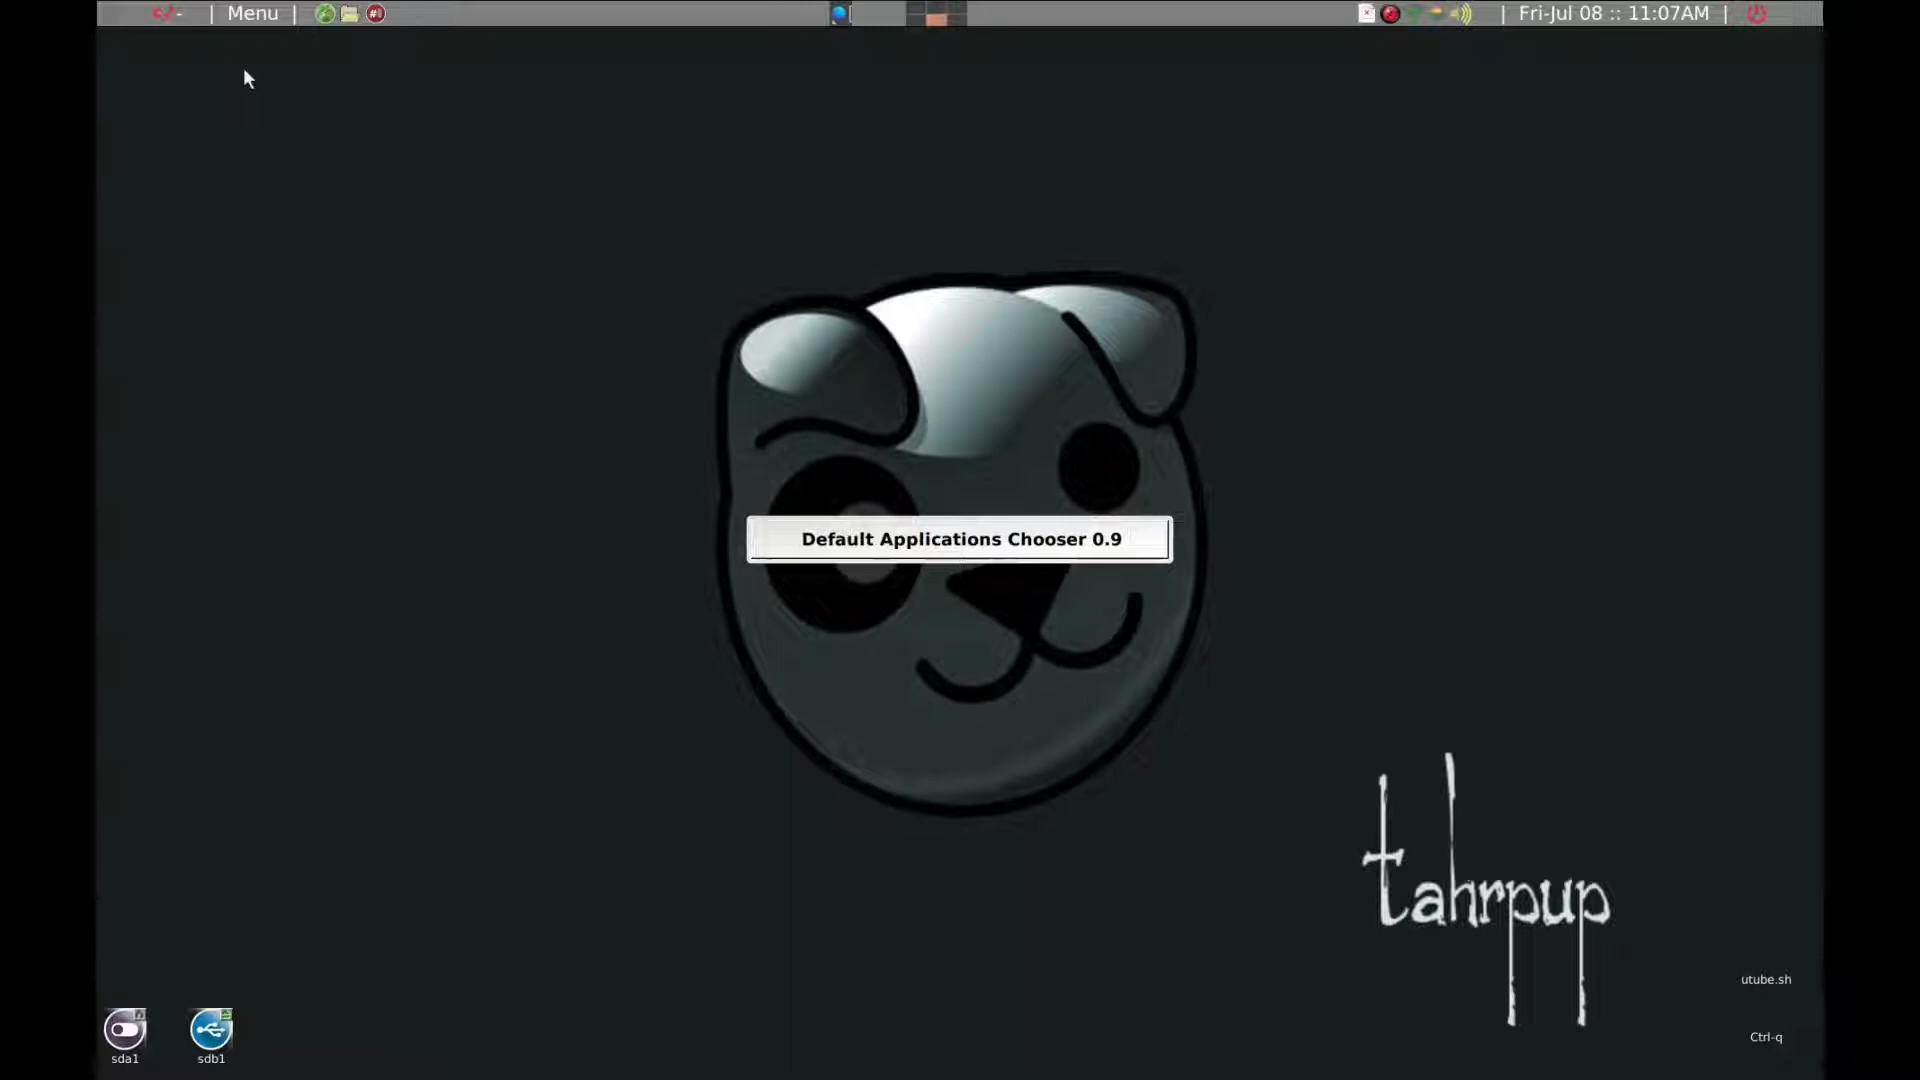 | Menu |
| Fri-Jul 08 :: 11:07AM |
Default Applications Chooser 0.9
tahrpup
utube.sh
sda1
sdb1
Ctrl-q